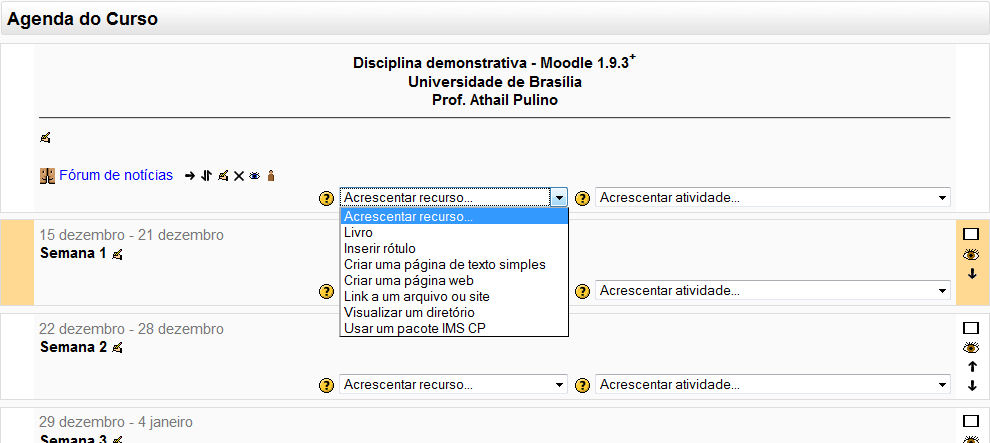 Agenda do Curso
Disciplina demonstrativa - Moodle 1.9.3+
Universidade de Brasília
Prof. Athail Pulino
Fórum de notícias
? Acrescentar recurso... ? Acrescentar atividade...
Acrescentar recurso...
Livro
Inserir rótulo
Criar uma página de texto simples
Criar uma página web
Link a um arquivo ou site
Visualizar um diretório
Usar um pacote IMS CP
15 dezembro - 21 dezembro
Semana 1
? ? Acrescentar atividade...
22 dezembro - 28 dezembro
Semana 2
? Acrescentar recurso... ? Acrescentar atividade...
29 dezembro - 4 janeiro
Semana 3